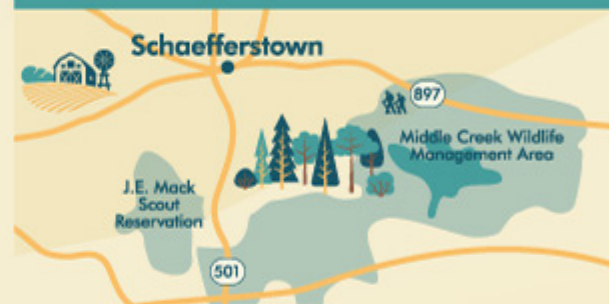 Schaefferstown
897
Middle Creek Wildlife
Management Area
J.E. Mack
Scout
Reservation
501